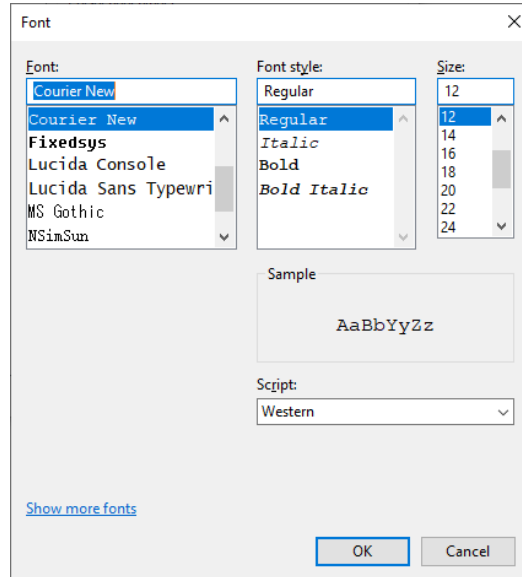 Font
Font:
Courier New
Courier New
Fixedsys
Lucida Console
Lucida Sans Typewri
MS Gothic
NSimSun
Font style:
Regular
Regular
Italic
Bold
Bold Italic
Size:
12
12
14
16
18
20
22
24
Sample
AaBbYyZz
Script:
Western
Show more fonts
OK
Cancel